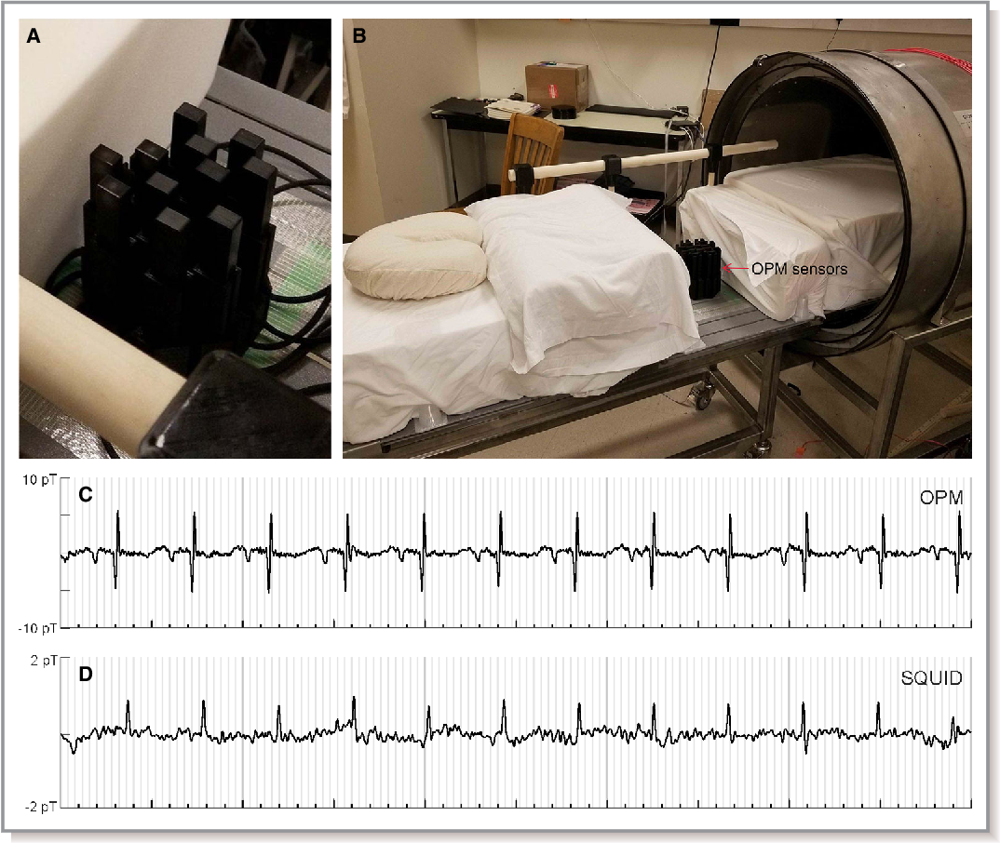 A
B
OPM sensors
10 pT
C
OPM
-10 pT
2 pT
D
SQUID
-2 pT